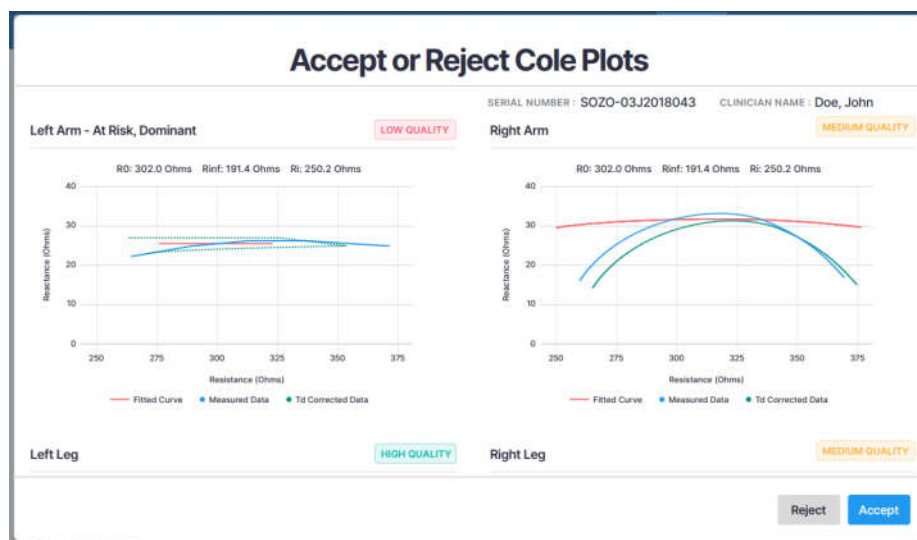 Accept or Reject Cole Plots
SERIAL NUMBER : SOZO-03J2018043 CLINICIAN NAME : Doe, John
Left Arm - At Risk, Dominant LOW QUALITY
R0: 302.0 Ohms Rinf: 191.4 Ohms Ri: 250.2 Ohms
40
30
20
10
0
Reactance (Ohms)
250 275 300 325 350 375
Resistance (Ohms)
Fitted Curve Measured Data Td Corrected Data
Right Arm MEDIUM QUALITY
R0: 302.0 Ohms Rinf: 191.4 Ohms Ri: 250.2 Ohms
40
30
20
10
0
Reactance (Ohms)
250 275 300 325 350 375
Resistance (Ohms)
Fitted Curve Measured Data Td Corrected Data
Left Leg HIGH QUALITY
Right Leg MEDIUM QUALITY
Reject Accept